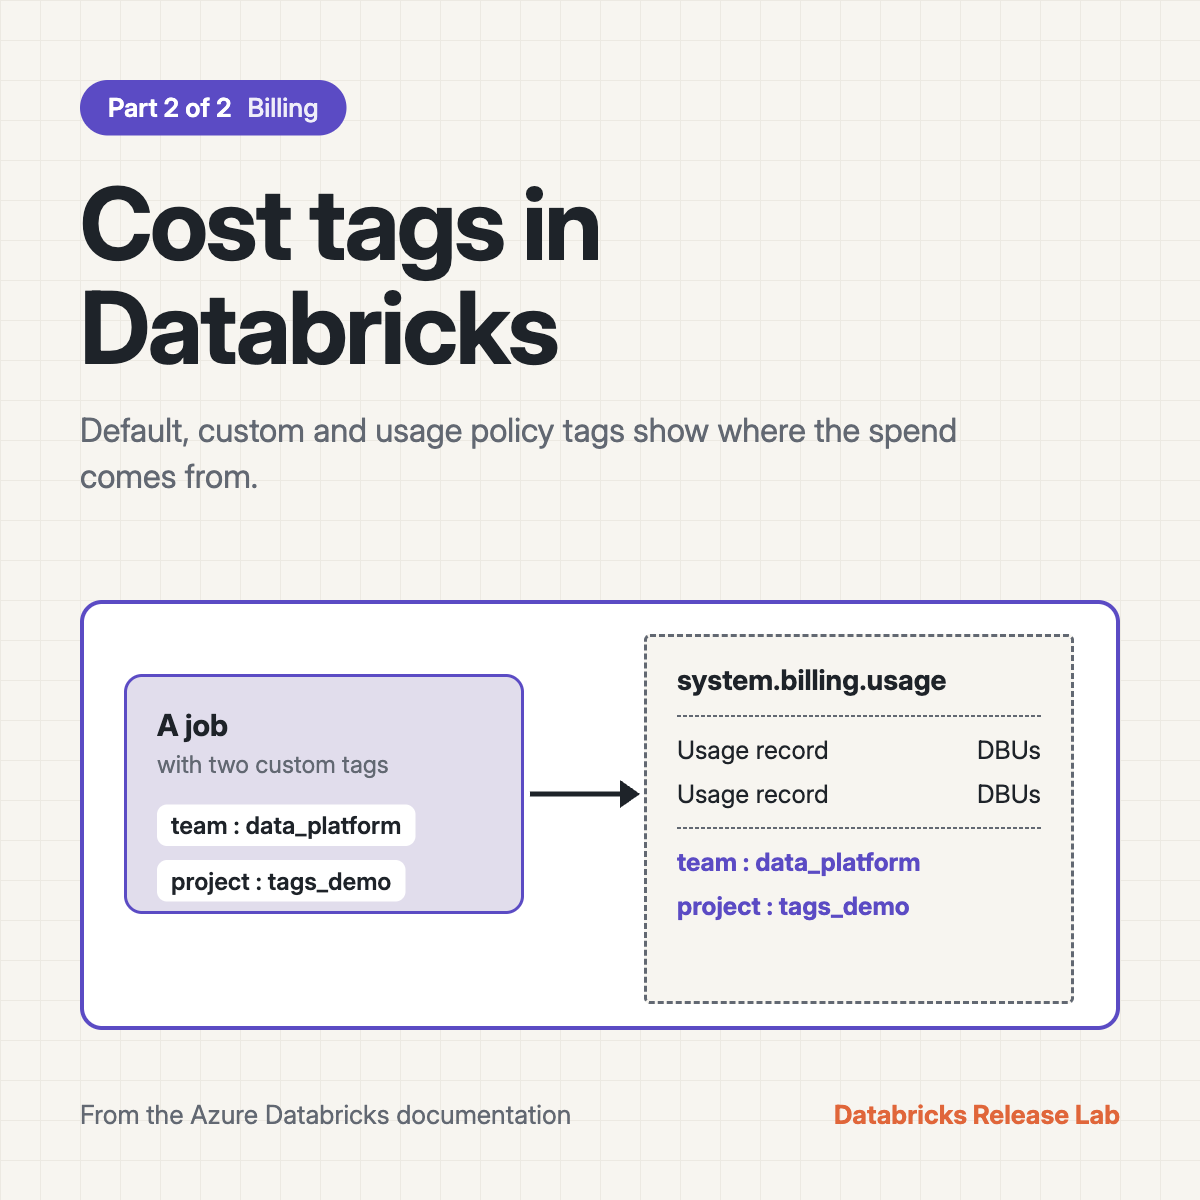 Part 2 of 2 Billing
Cost tags in
Databricks
Default, custom and usage policy tags show where the spend
comes from.
A job
with two custom tags
team : data_platform
project : tags_demo
system.billing.usage
Usage record DBUs
Usage record DBUs
team : data_platform
project : tags_demo
From the Azure Databricks documentation
Databricks Release Lab